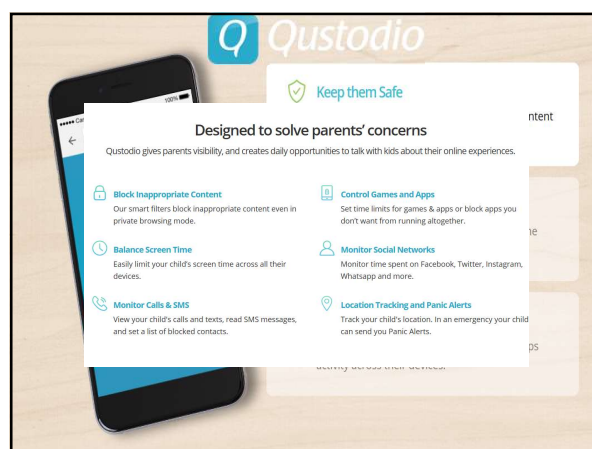 Qustodio
Keep them Safe
100%
ntent
Designed to solve parents' concerns
Qustodio gives parents visibility, and creates daily opportunities to talk with kids about their online experiences.
Block Inappropriate Content
Our smart filters block inappropriate content even in
private browsing mode.
Control Games and Apps
Set time limits for games & apps or block apps you
don't want from running altogether.
Balance Screen Time
Easily limit your child's screen time across all their
devices.
Monitor Social Networks
Monitor time spent on Facebook, Twitter, Instagram,
Whatsapp and more.
Monitor Calls & SMS
View your child's calls and texts, read SMS messages,
and set a list of blocked contacts.
Location Tracking and Panic Alerts
Track your child's location. In an emergency your child
can send you Panic Alerts.
activity across their devices.